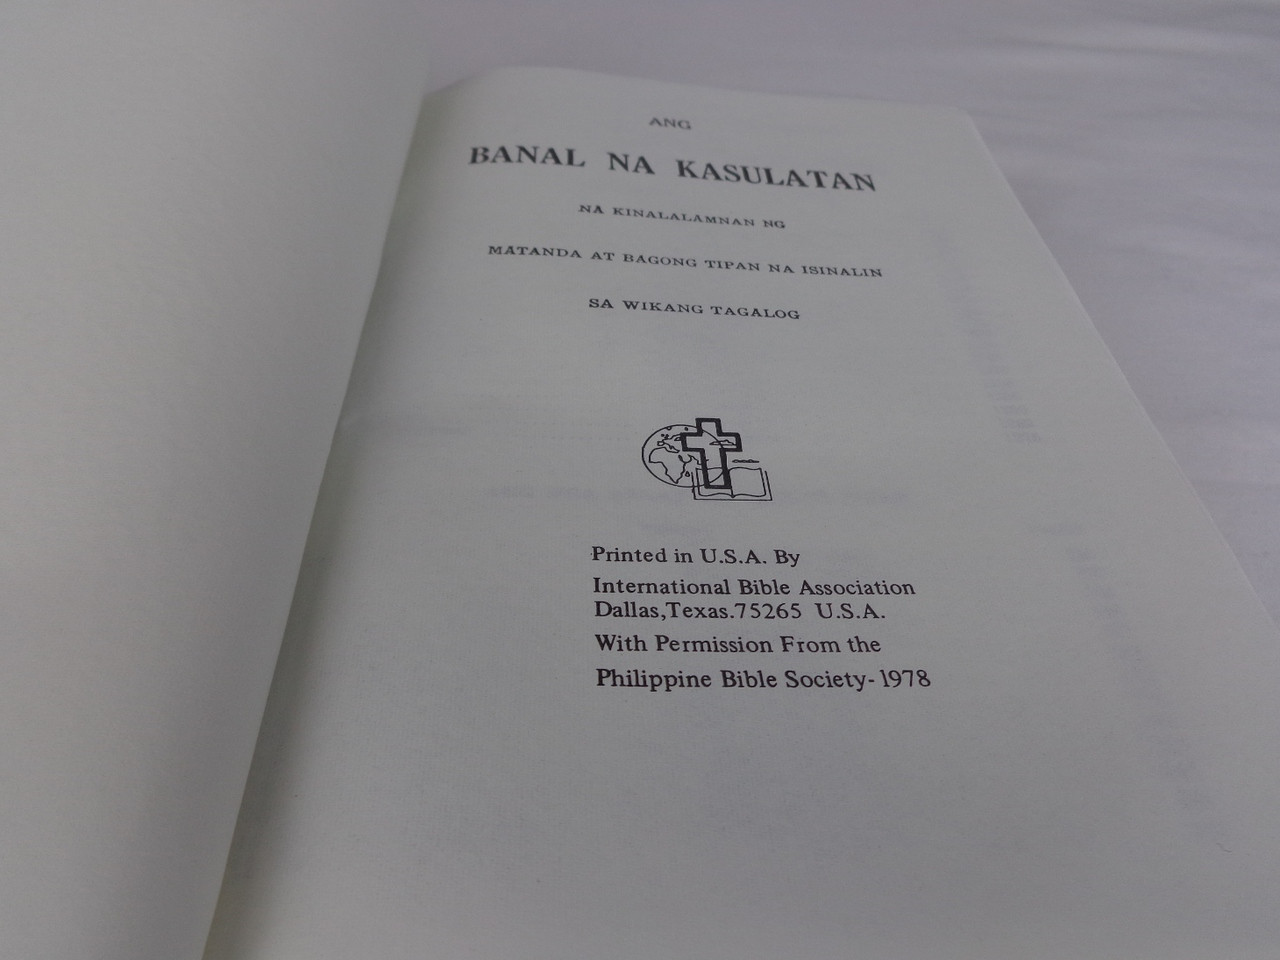 ANG
BANAL NA KASULATAN
NA KINALALAMNAN NG
MATANDA AT BAGONG TIPAN NA ISINALIN
SA WIKANG TAGALOG
Printed in U.S.A. By
International Bible Association
Dallas,Texas.75265 U.S.A.
With Permission From the
Philippine Bible Society-1978